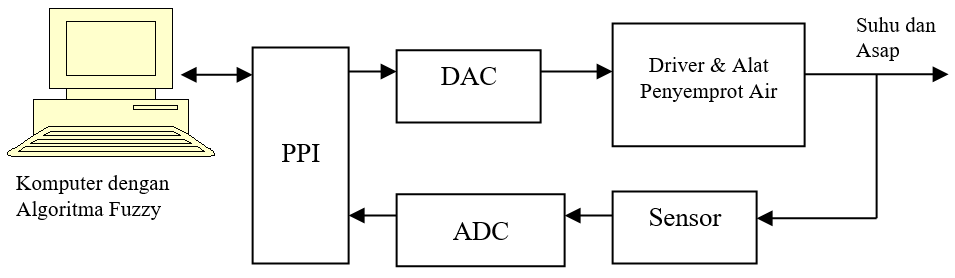 Suhu dan
Asap
Driver & Alat
Penyemprot Air
DAC
PPI
Komputer dengan
Algoritma Fuzzy
ADC
Sensor